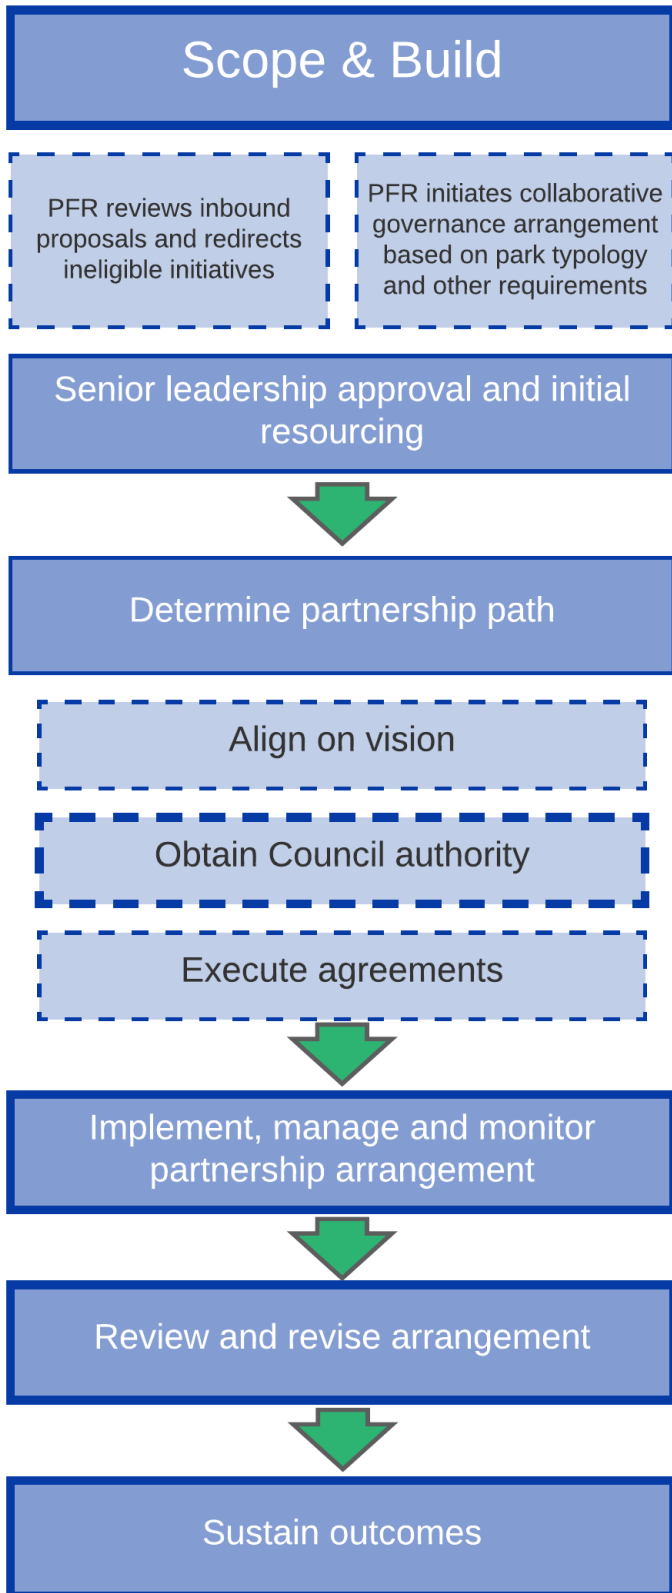 Scope & Build
PFR reviews inbound
proposals and redirects
ineligible initiatives
PFR initiates collaborative
governance arrangement
based on park typology
and other requirements
Senior leadership approval and initial
resourcing
Determine partnership path
Align on vision
Obtain Council authority
Execute agreements
Implement, manage and monitor
partnership arrangement
Review and revise arrangement
Sustain outcomes